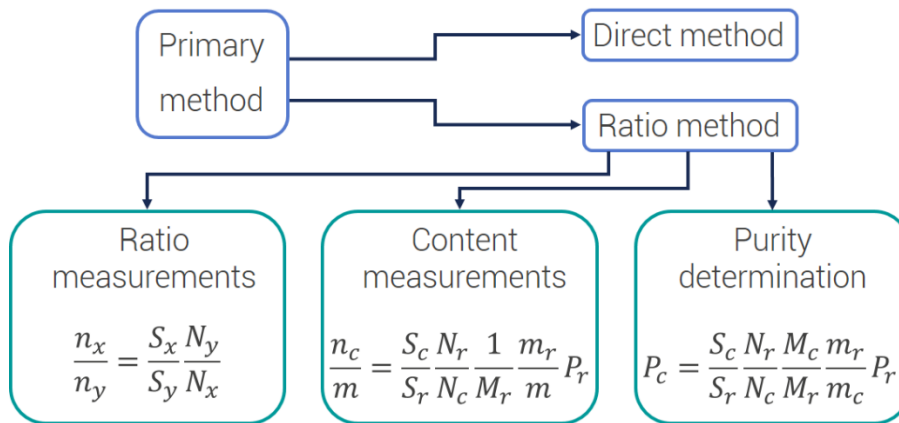 Primary
method
Direct method
Ratio method
Ratio
measurements
n_x/n_y = S_x/S_y N_y/N_x
Content
measurements
n_c/m = S_c/S_r N_r/N_c 1/M_r m_r/m P_r
Purity
determination
P_c = S_c/S_r N_r/N_c M_c/M_r m_r/m_c P_r